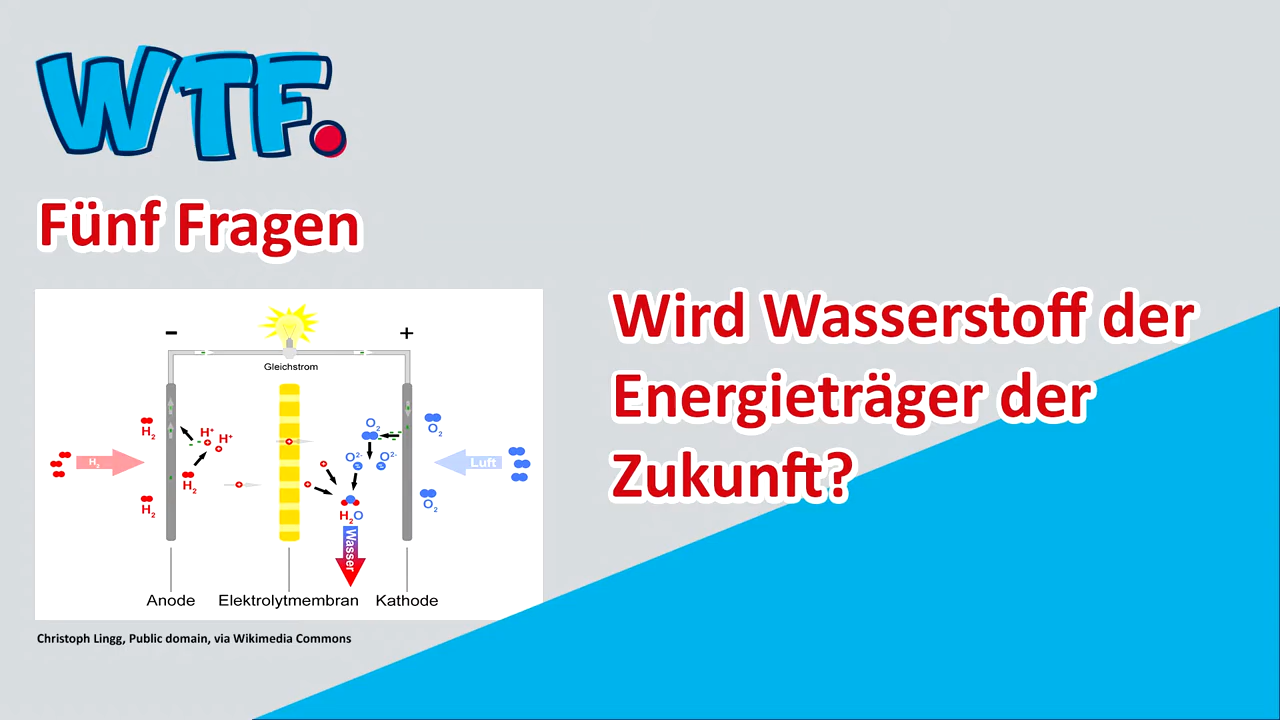 WTF.
Fünf Fragen
Wird Wasserstoff der
Energieträger der
Zukunft?
− +
Gleichstrom
H₂
H⁺
H⁺
H₂
H₂
H₂
O₂
O₂
O²⁻ O²⁻
Luft
O₂
H₂O
Wasser
Anode Elektrolytmembran Kathode
Christoph Lingg, Public domain, via Wikimedia Commons